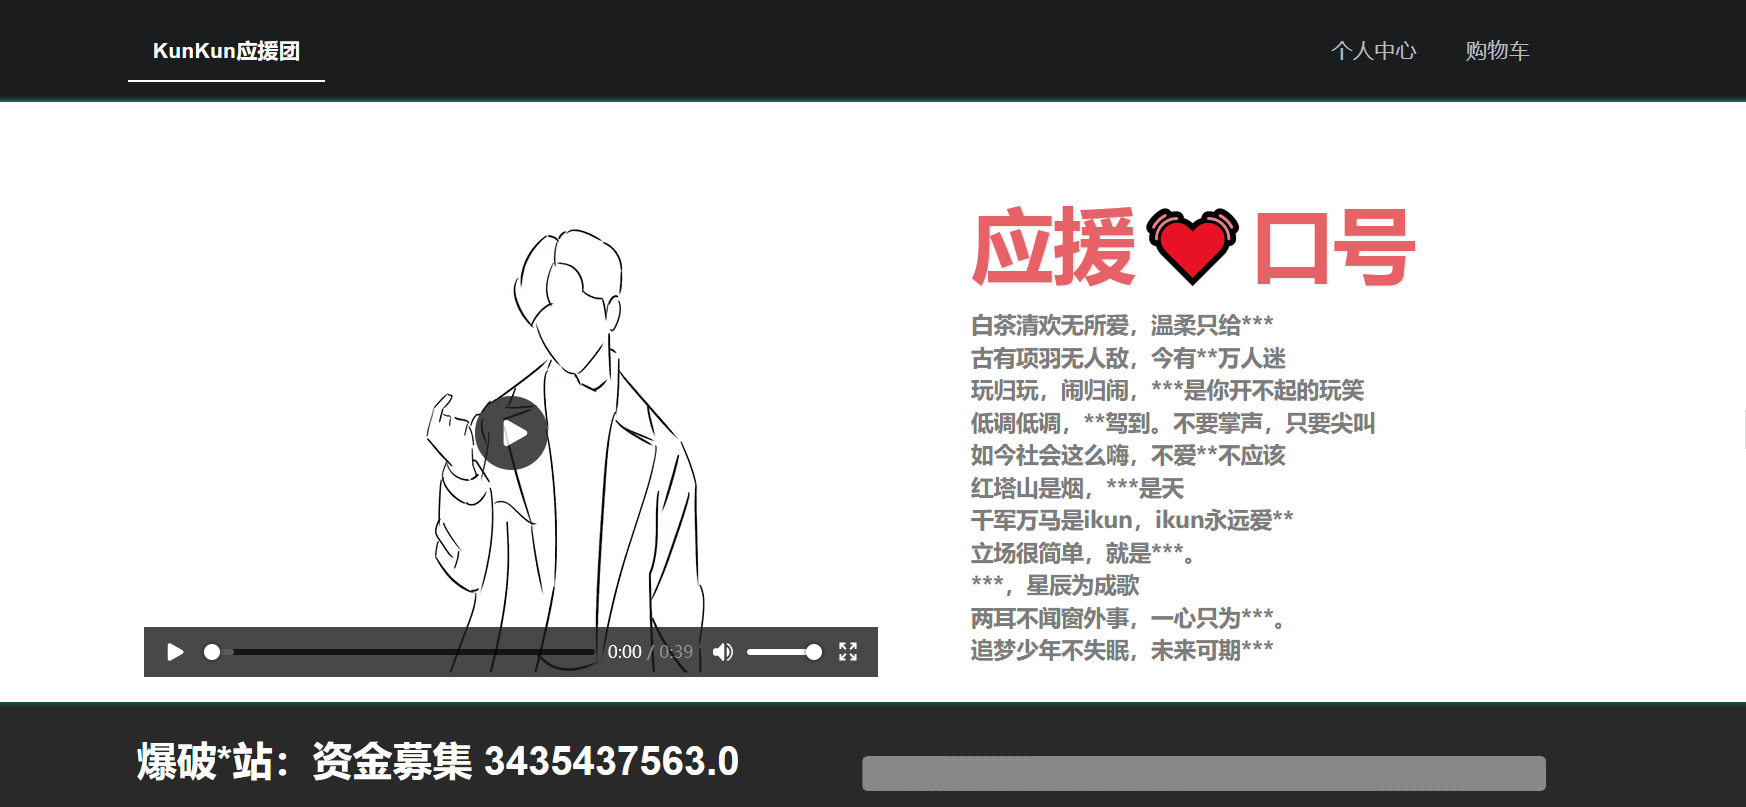 KunKun应援团
个人中心
购物车
应援 口号
白茶清欢无所爱，温柔只给***
古有项羽无人敌，今有**万人迷
玩归玩，闹归闹，***是你开不起的玩笑
低调低调，**驾到。不要掌声，只要尖叫
如今社会这么嗨，不爱**不应该
红塔山是烟，***是天
千军万马是ikun，ikun永远爱**
立场很简单，就是***。
***，星辰为成歌
两耳不闻窗外事，一心只为***。
追梦少年不失眠，未来可期***
0:00 / 0:39
爆破*站：资金募集 3435437563.0